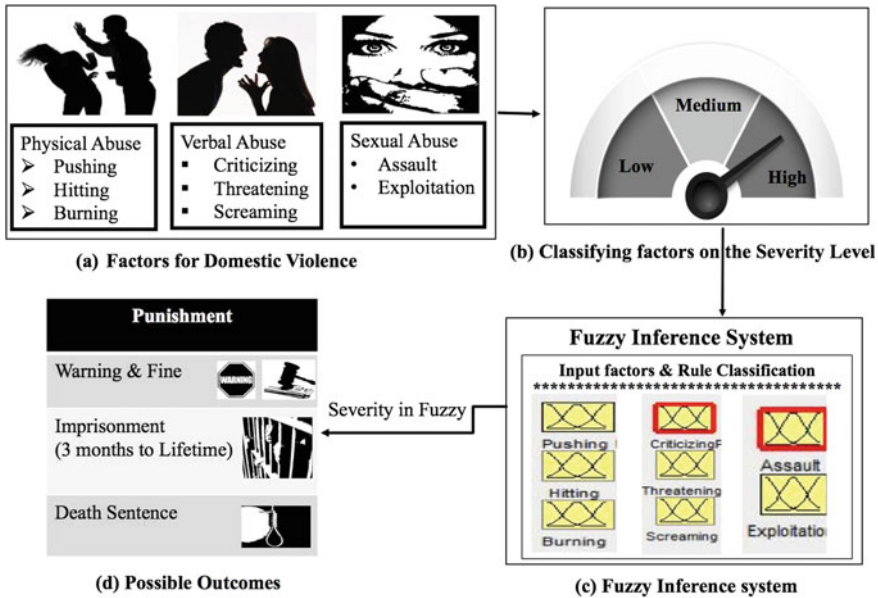 Physical Abuse
➢ Pushing
➢ Hitting
➢ Burning
Verbal Abuse
▪ Criticizing
▪ Threatening
▪ Screaming
Sexual Abuse
• Assault
• Exploitation
(a) Factors for Domestic Violence
Low
Medium
High
(b) Classifying factors on the Severity Level
Fuzzy Inference System
Input factors & Rule Classification
***************************************
Pushing
Hitting
Burning
CriticizingF
Threatening
Screaming
Assault
Exploitatio
(c) Fuzzy Inference system
Severity in Fuzzy
Punishment
Warning & Fine
WARNING
Imprisonment
(3 months to Lifetime)
Death Sentence
(d) Possible Outcomes